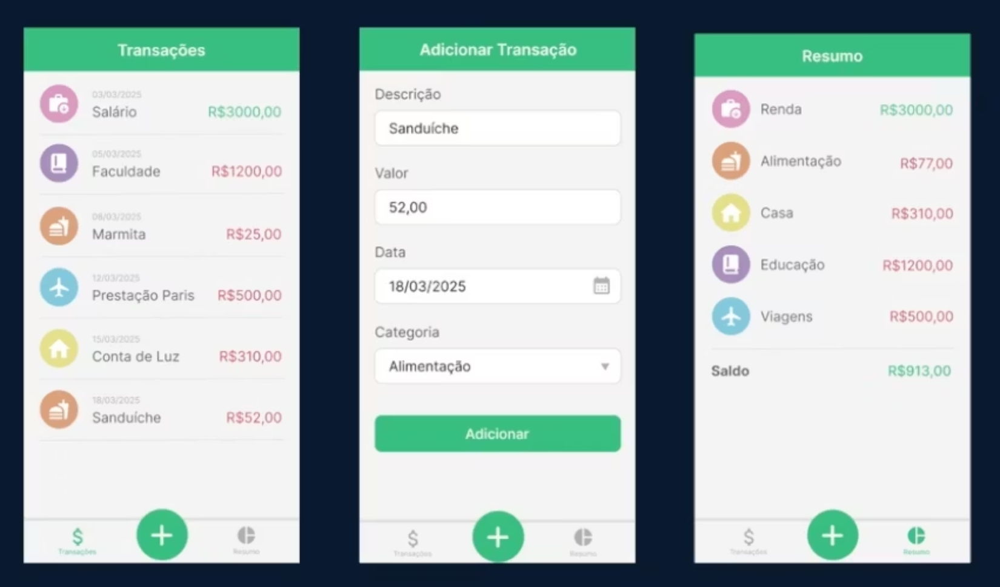 Transações
03/03/2025
Salário R$3000,00
05/03/2025
Faculdade R$1200,00
08/03/2025
Marmita R$25,00
12/03/2025
Prestação Paris R$500,00
15/03/2025
Conta de Luz R$310,00
18/03/2025
Sanduíche R$52,00
Transações
Resumo
Adicionar Transação
Descrição
Sanduíche
Valor
52,00
Data
18/03/2025
Categoria
Alimentação
Adicionar
Transações
Resumo
Resumo
Renda R$3000,00
Alimentação R$77,00
Casa R$310,00
Educação R$1200,00
Viagens R$500,00
Saldo R$913,00
Transações
Resumo